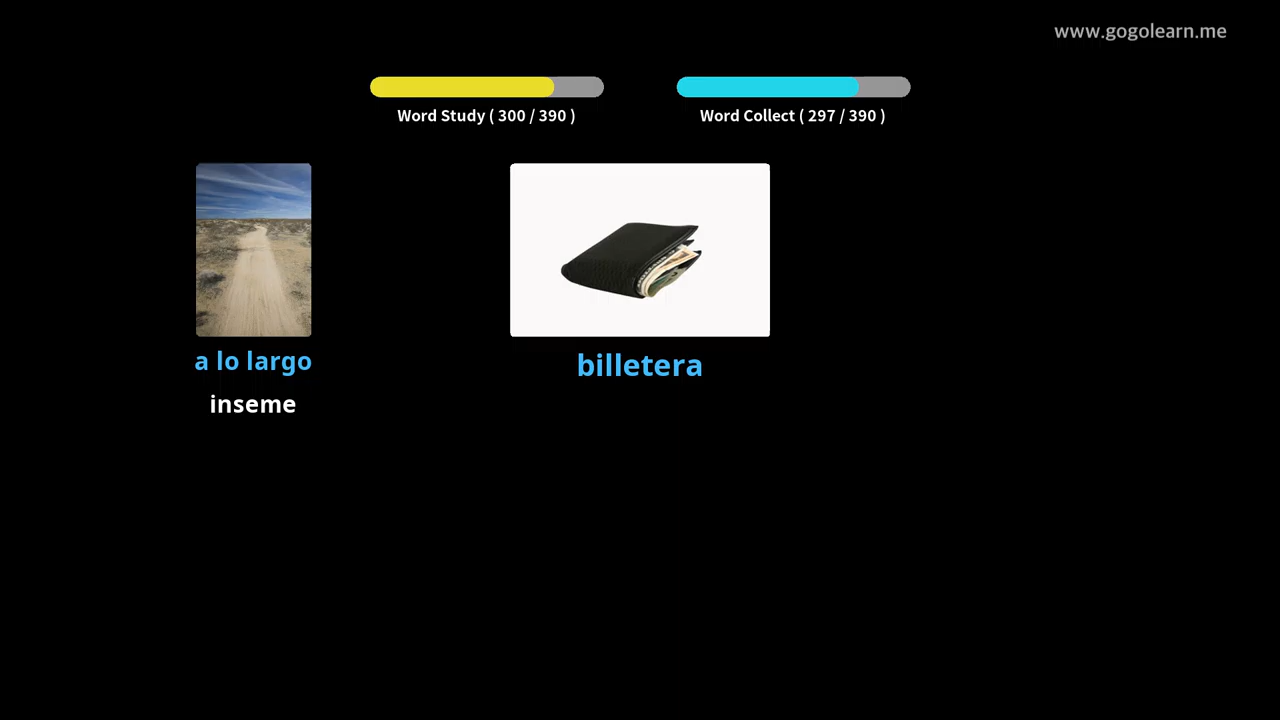 www.gogolearn.me
Word Study ( 300 / 390 )
Word Collect ( 297 / 390 )
a lo largo
inseme
billetera